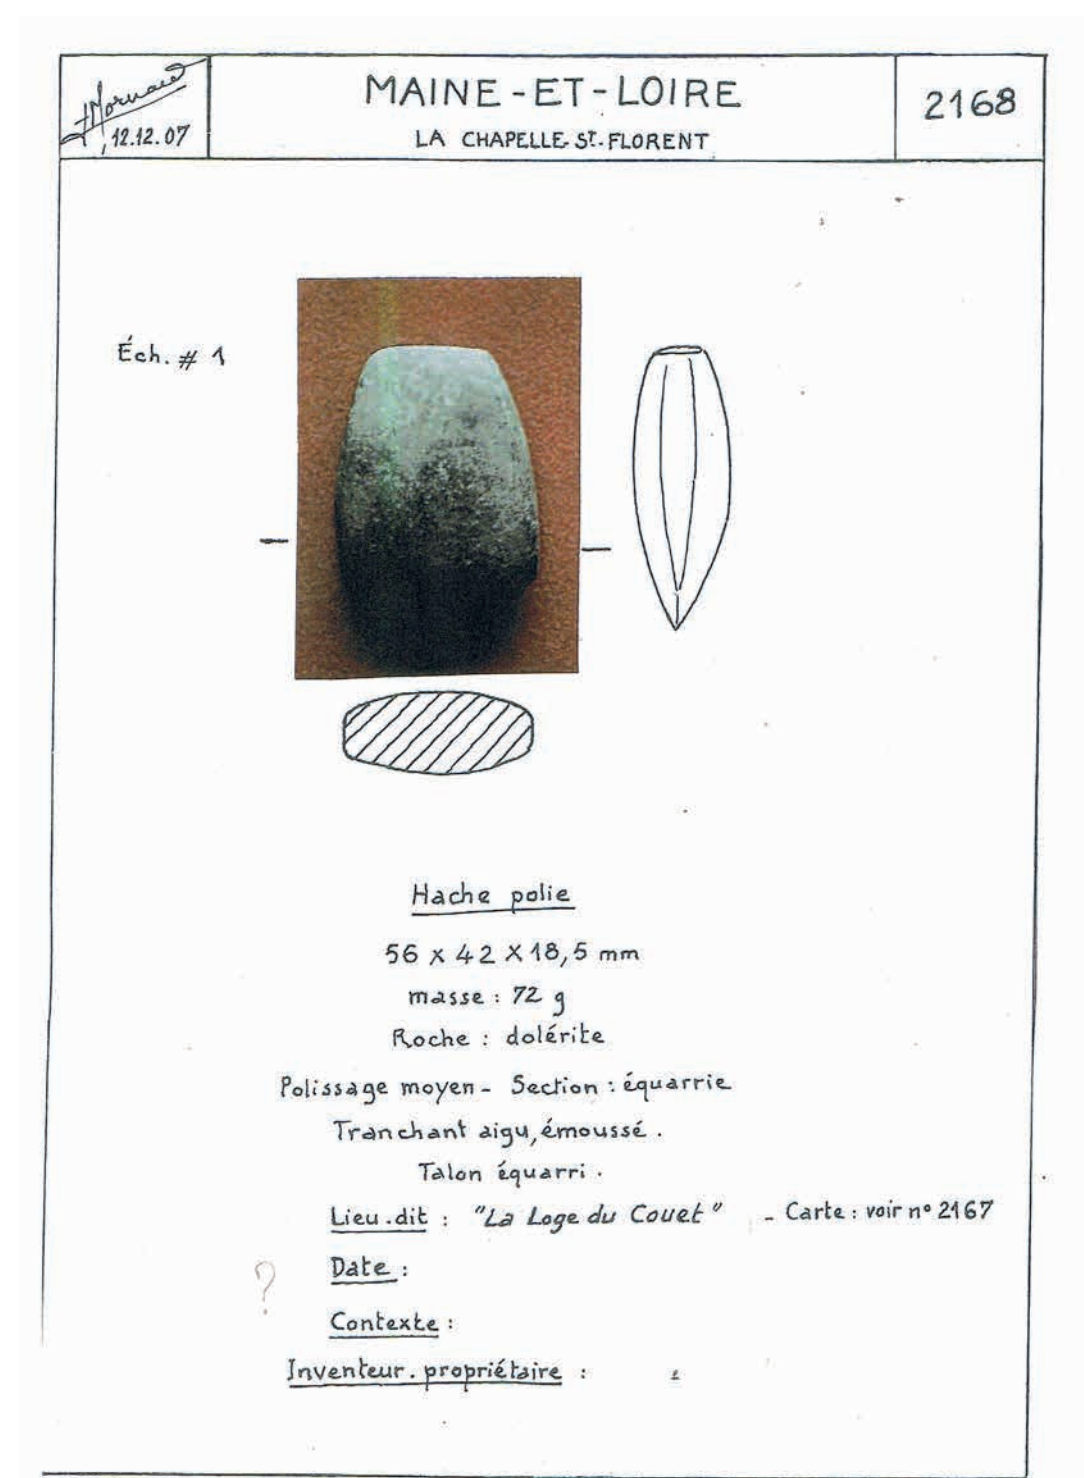 12.12.07
MAINE-ET-LOIRE
LA CHAPELLE-ST-FLORENT
2168
Éch. # 1
Hache polie
56 x 42 x 18,5 mm
masse : 72 g
Roche : dolérite
Polissage moyen - Section : équarrie
Tranchant aigu, émoussé.
Talon équarri.
Lieu.dit : "La Loge du Couet" - Carte : voir n° 2167
Date :
?
Contexte :
Inventeur.propriétaire :